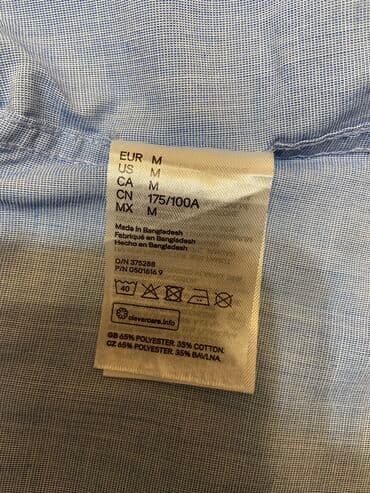 EUR M
US M
CA M
CN 175/100A
MX M
Made in Bangladesh
Fabriqué en Bangladesh
Hecho en Bangladesh
O/N 375288
P/N 0501616 9
40
clevercare.info
GB 65% POLYESTER. 35% COTTON.
CZ 65% POLYESTER. 35% BAVLNA.